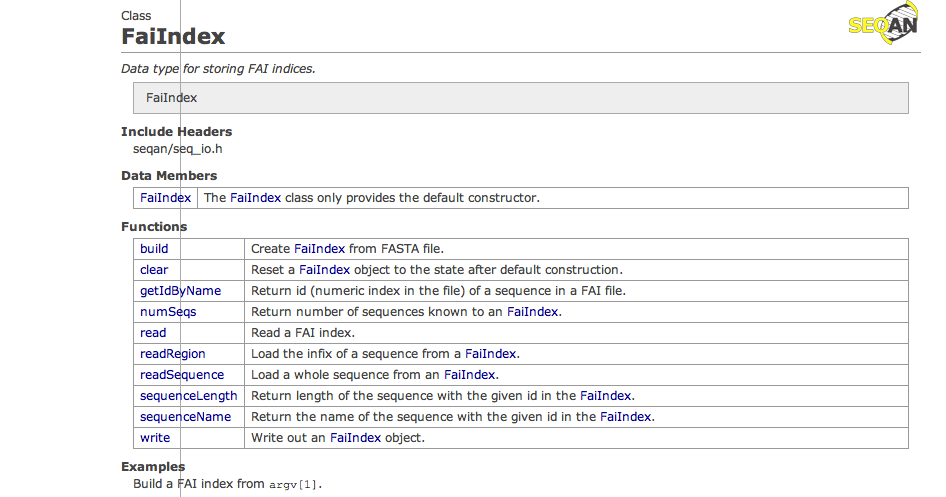 Class
SEQAN
FaiIndex
Data type for storing FAI indices.
FaiIndex
Include Headers
seqan/seq_io.h
Data Members
FaiIndex The FaiIndex class only provides the default constructor.
Functions
build Create FaiIndex from FASTA file.
clear Reset a FaiIndex object to the state after default construction.
getIdByName Return id (numeric index in the file) of a sequence in a FAI file.
numSeqs Return number of sequences known to an FaiIndex.
read Read a FAI index.
readRegion Load the infix of a sequence from a FaiIndex.
readSequence Load a whole sequence from an FaiIndex.
sequenceLength Return length of the sequence with the given id in the FaiIndex.
sequenceName Return the name of the sequence with the given id in the FaiIndex.
write Write out an FaiIndex object.
Examples
Build a FAI index from argv[1].